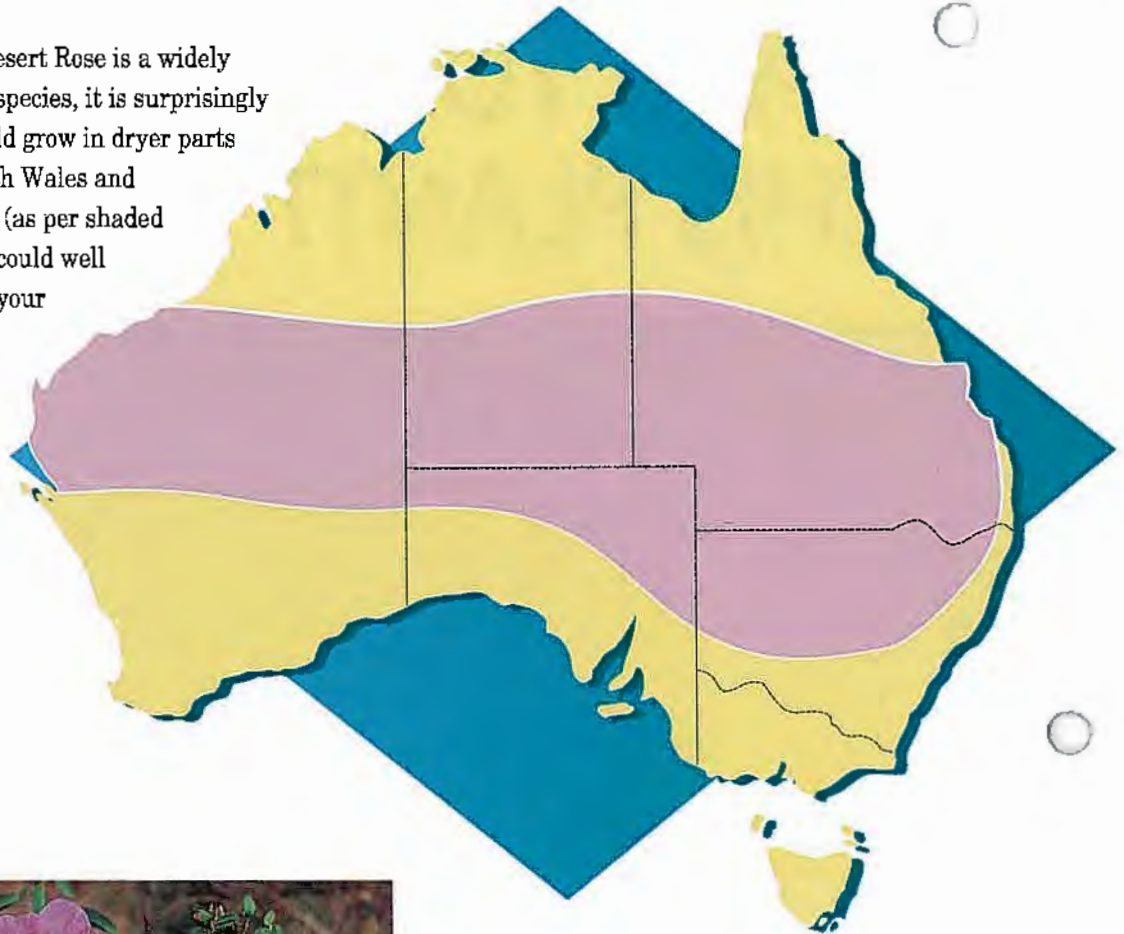 esert Rose is a widely
species, it is surprisingly
ld grow in dryer parts
h Wales and
(as per shaded
could well
your